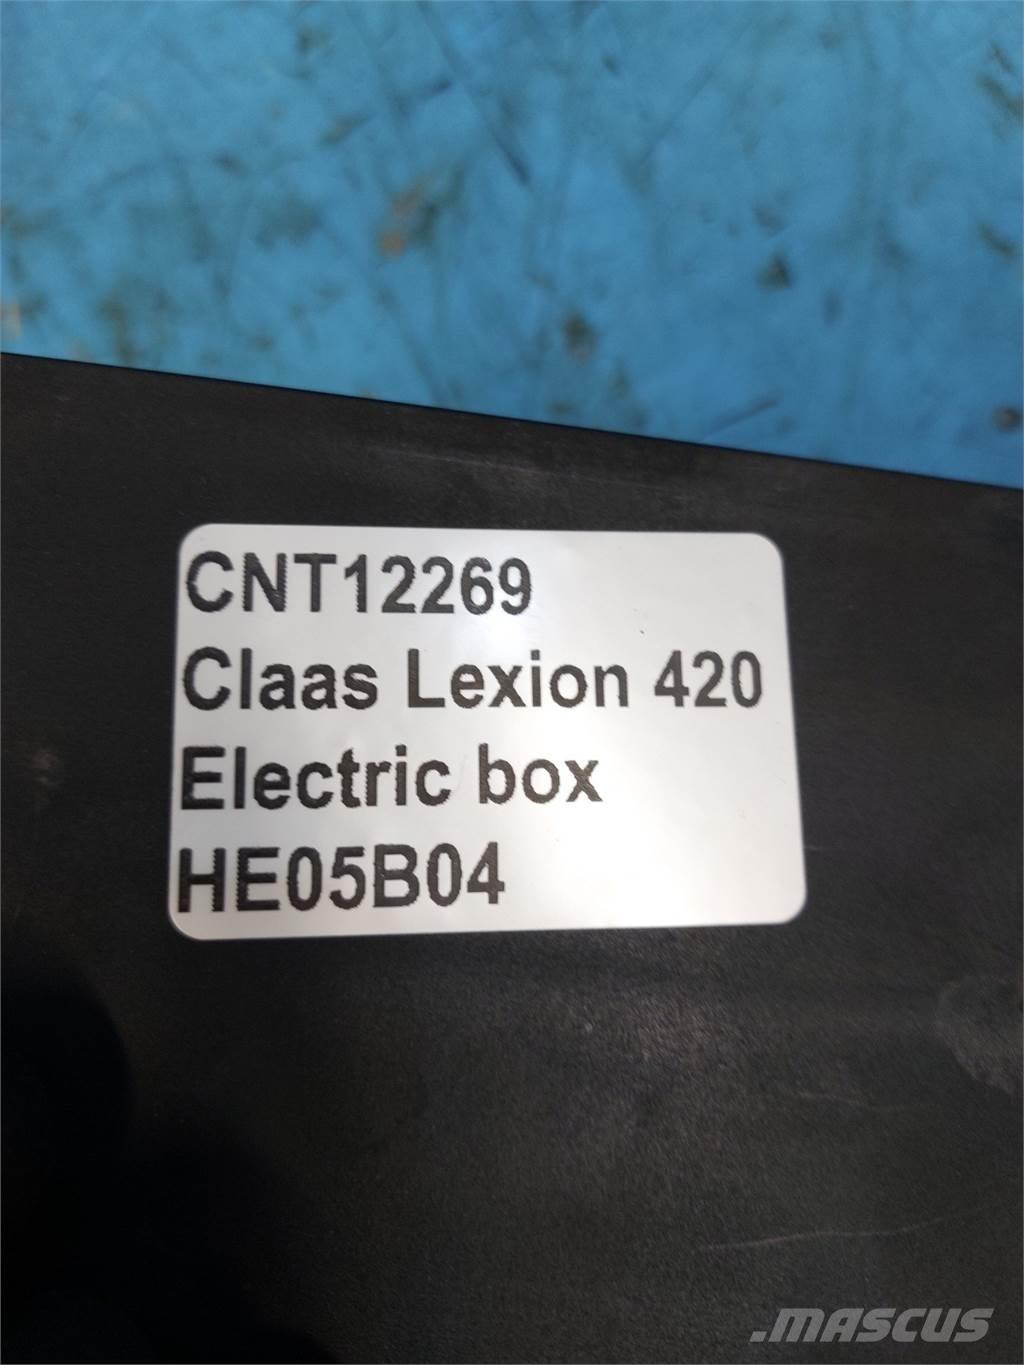 CNT12269
Claas Lexion 420
Electric box
HE05B04
.MASCUS